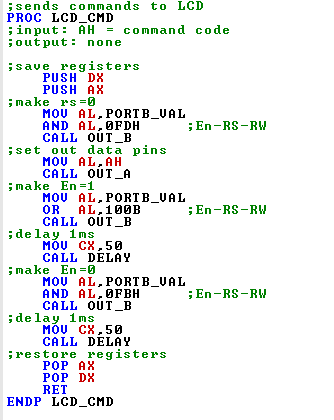 ;sends commands to LCD
PROC LCD_CMD
;input: AH = command code
;output: none
;save registers
PUSH DX
PUSH AX
;make rs=0
MOV AL,PORTB_VAL
AND AL,0FDH ;En-RS-RW
CALL OUT_B
;set out data pins
MOV AL,AH
CALL OUT_A
;make En=1
MOV AL,PORTB_VAL
OR AL,100B ;En-RS-RW
CALL OUT_B
;delay 1ms
MOV CX,50
CALL DELAY
;make En=0
MOV AL,PORTB_VAL
AND AL,0FBH ;En-RS-RW
CALL OUT_B
;delay 1ms
MOV CX,50
CALL DELAY
;restore registers
POP AX
POP DX
RET
ENDP LCD_CMD